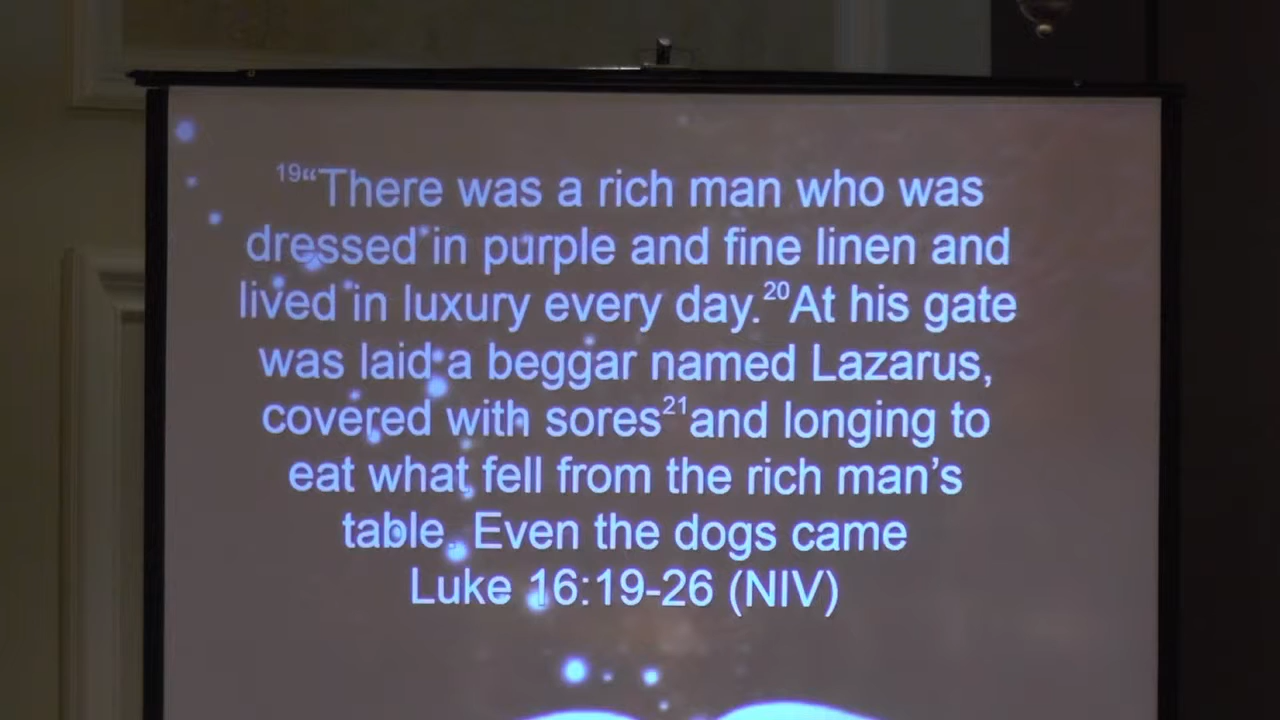 19“There was a rich man who was
dressed in purple and fine linen and
lived in luxury every day.20At his gate
was laid a beggar named Lazarus,
covered with sores21and longing to
eat what fell from the rich man’s
table. Even the dogs came
Luke 16:19-26 (NIV)